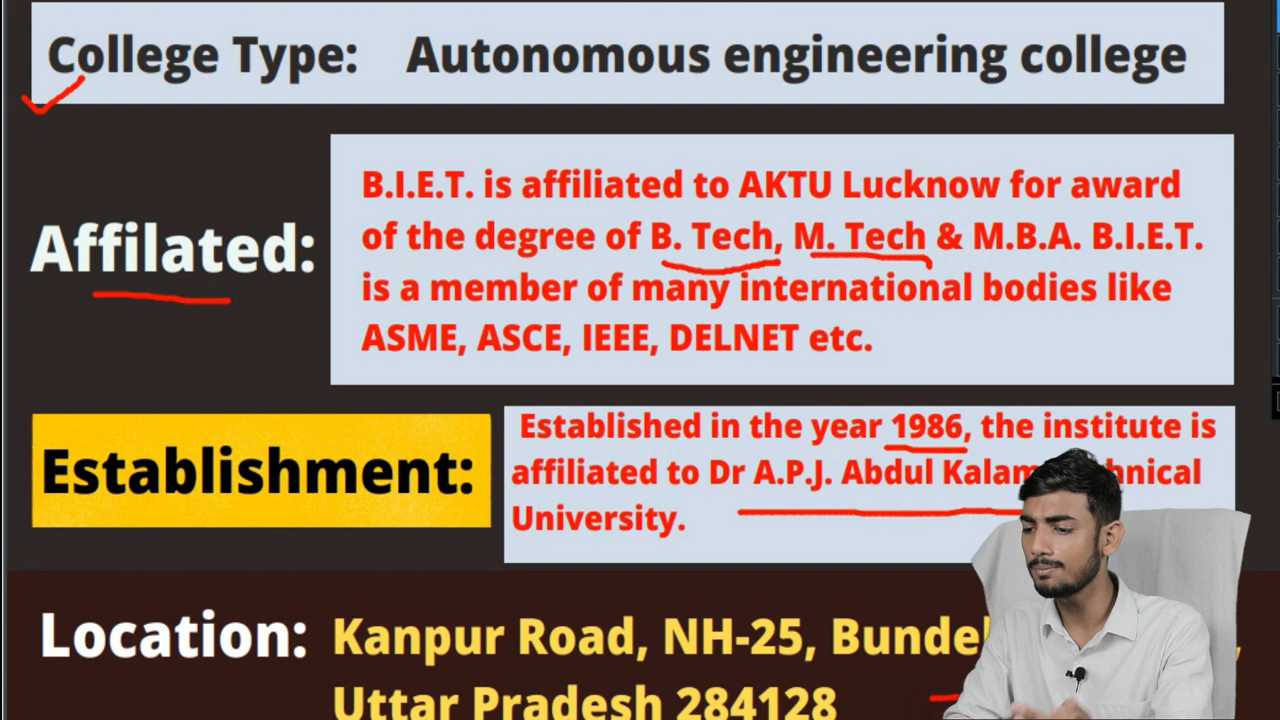 College Type: Autonomous engineering college
Affilated:
B.I.E.T. is affiliated to AKTU Lucknow for award
of the degree of B. Tech, M. Tech & M.B.A. B.I.E.T.
is a member of many international bodies like
ASME, ASCE, IEEE, DELNET etc.
Establishment:
Established in the year 1986, the institute is
affiliated to Dr A.P.J. Abdul Kalam
University.
Location: Kanpur Road, NH-25,
Uttar Pradesh 284128